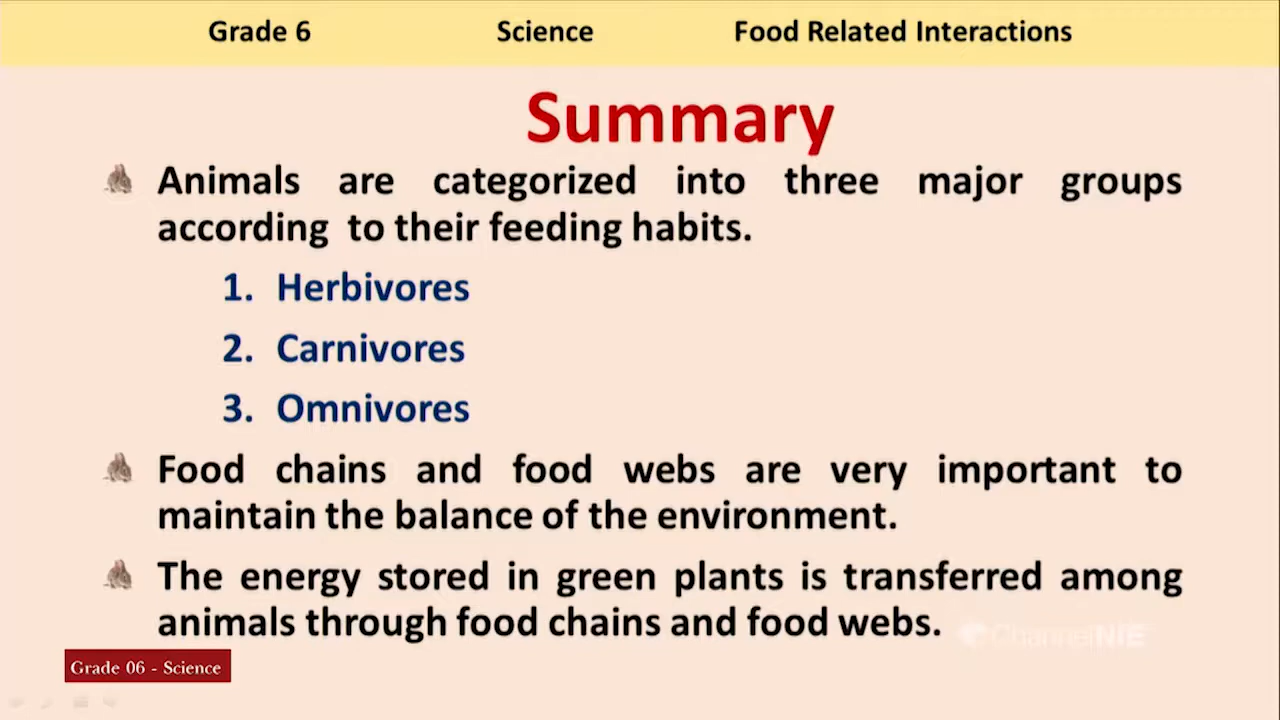 Grade 6 Science Food Related Interactions
Summary
Animals are categorized into three major groups
according to their feeding habits.
1. Herbivores
2. Carnivores
3. Omnivores
Food chains and food webs are very important to
maintain the balance of the environment.
The energy stored in green plants is transferred among
animals through food chains and food webs.
ChannelNIE
Grade 06 - Science